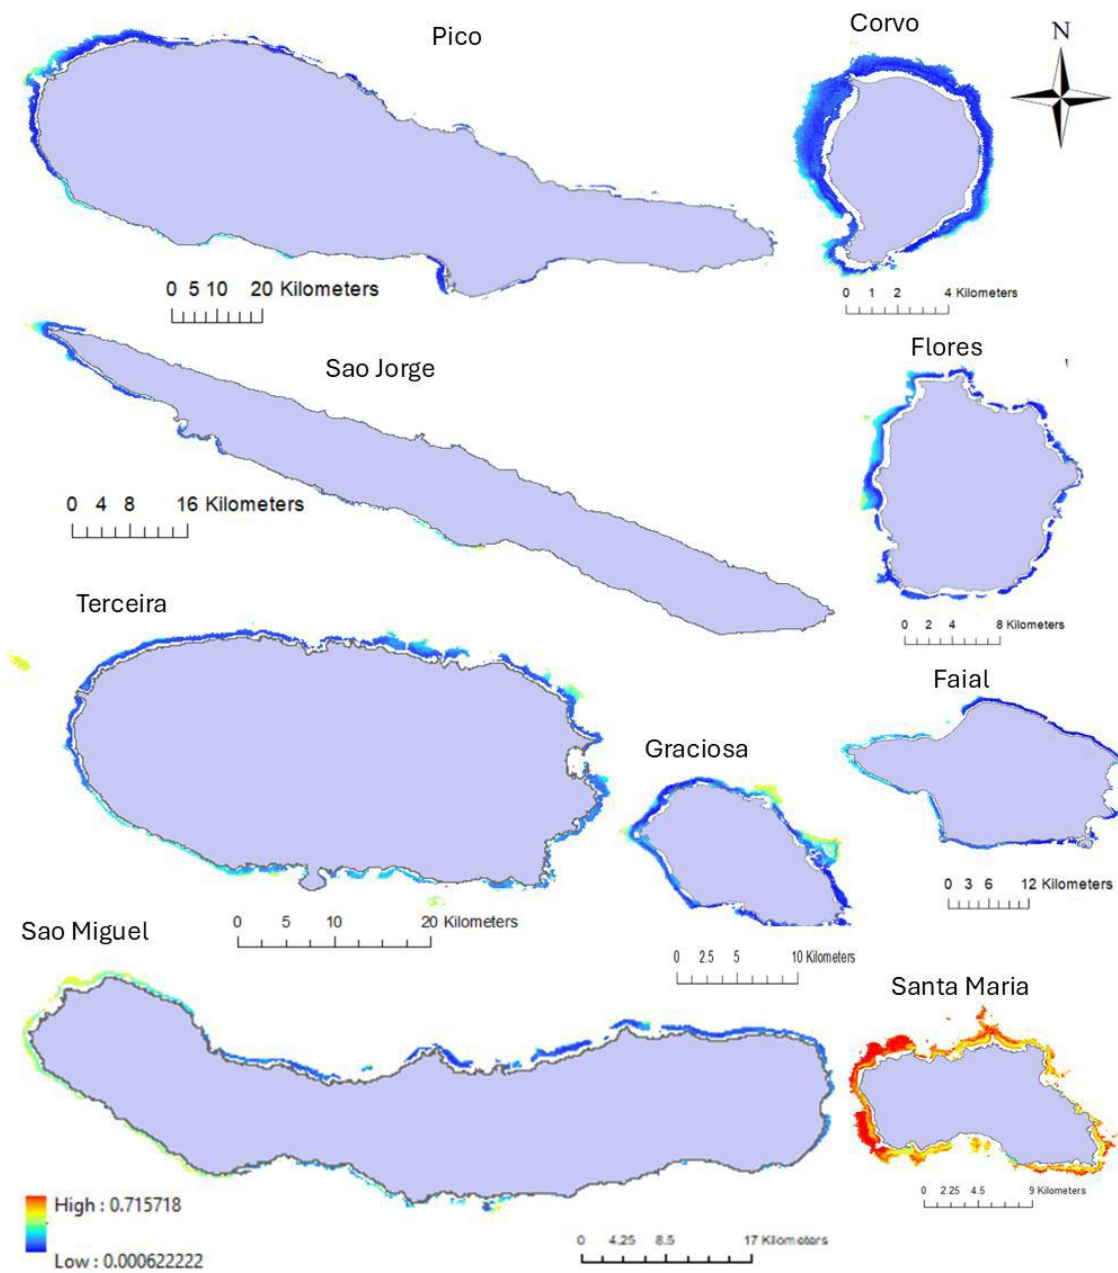 Pico
Corvo
N
0 5 10 20 Kilometers
0 1 2 4 Kilometers
Sao Jorge
Flores
0 4 8 16 Kilometers
0 2 4 8 Kilometers
Terceira
Faial
Graciosa
0 3 6 12 Kilometers
0 5 10 20 Kilometers
Sao Miguel
0 2.5 5 10 Kilometers
Santa Maria
High : 0.715718
0 2.25 4.5 9 Kilometers
Low : 0.000622222
0 4.25 8.5 17 Kilometers